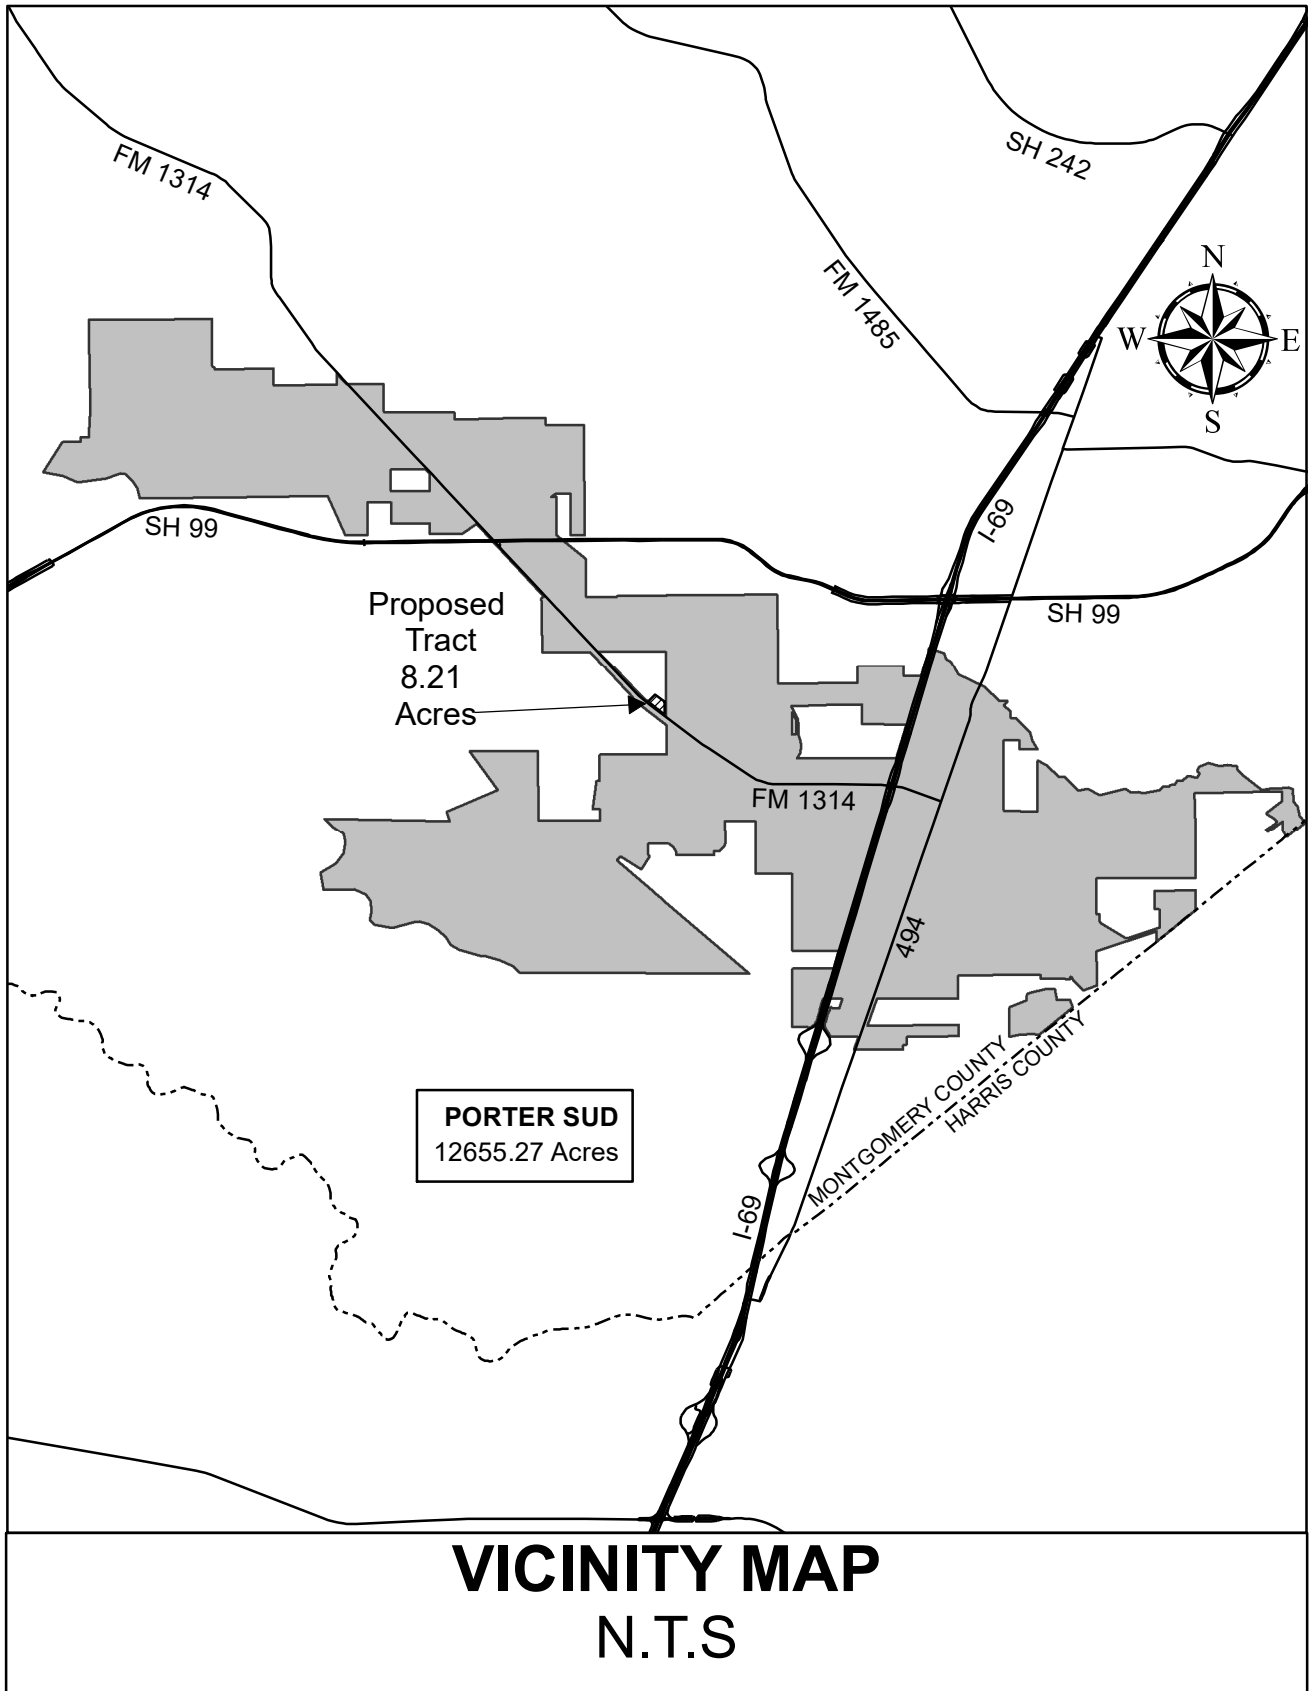 FM 1314
SH 242
FM 1485
N
W
E
S
I-69
SH 99
SH 99
Proposed
Tract
8.21
Acres
FM 1314
494
MONTGOMERY COUNTY
HARRIS COUNTY
PORTER SUD
12655.27 Acres
I-69
VICINITY MAP
N.T.S